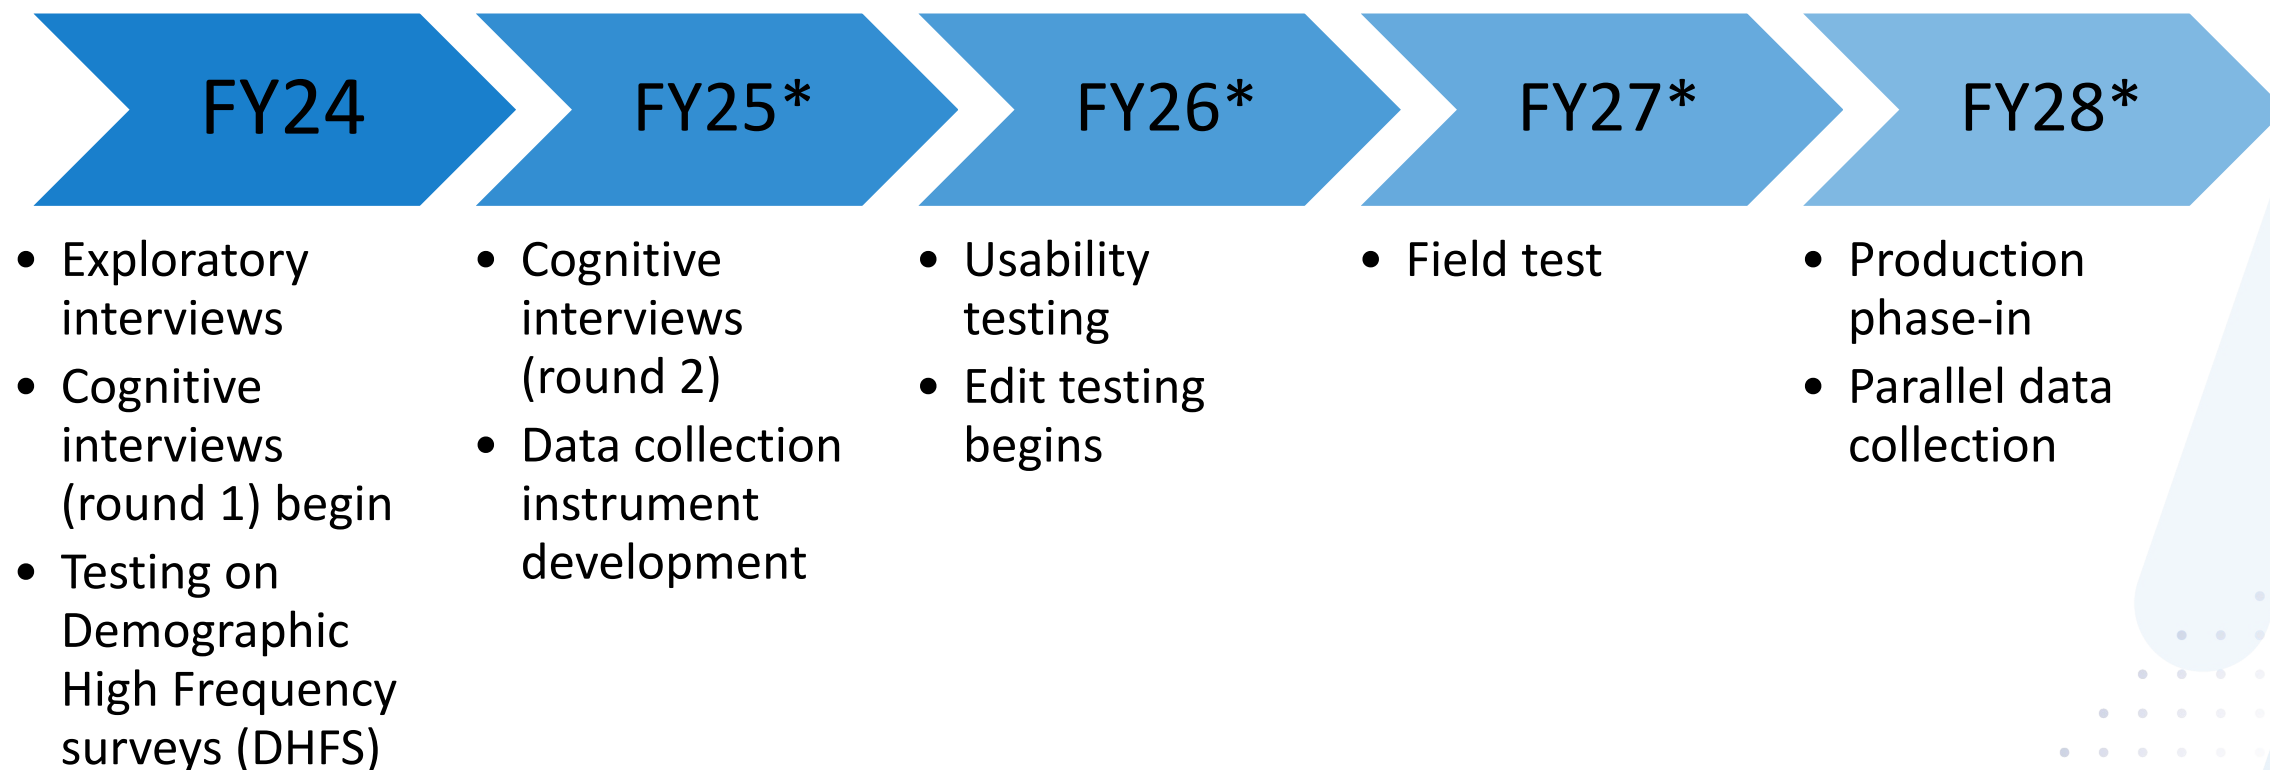 FY24
• Exploratory
interviews
• Cognitive
interviews
(round 1) begin
• Testing on
Demographic
High Frequency
surveys (DHFS)
FY25*
• Cognitive
interviews
(round 2)
• Data collection
instrument
development
FY26*
• Usability
testing
• Edit testing
begins
FY27*
• Field test
FY28*
• Production
phase-in
• Parallel data
collection